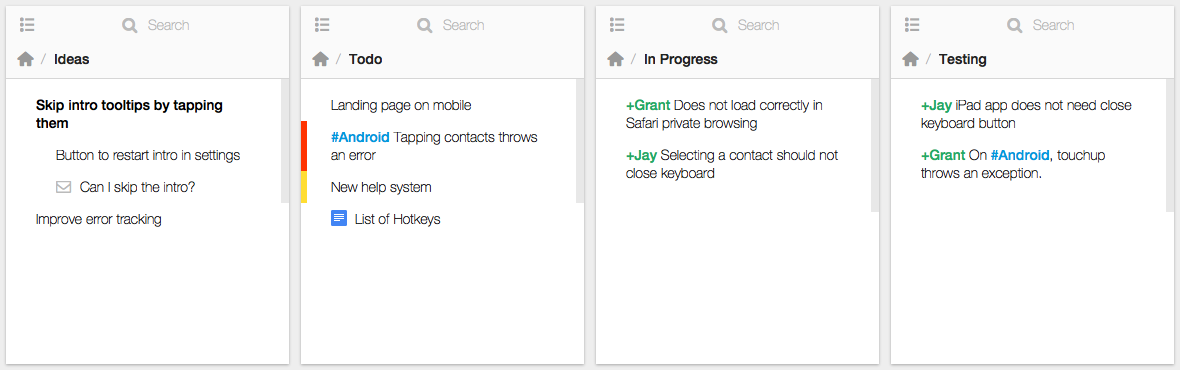 Search
/ Ideas
Skip intro tooltips by tapping
them
Button to restart intro in settings
Can I skip the intro?
Improve error tracking
Search
/ Todo
Landing page on mobile
#Android Tapping contacts throws
an error
New help system
List of Hotkeys
Search
/ In Progress
+Grant Does not load correctly in
Safari private browsing
+Jay Selecting a contact should not
close keyboard
Search
/ Testing
+Jay iPad app does not need close
keyboard button
+Grant On #Android, touchup
throws an exception.